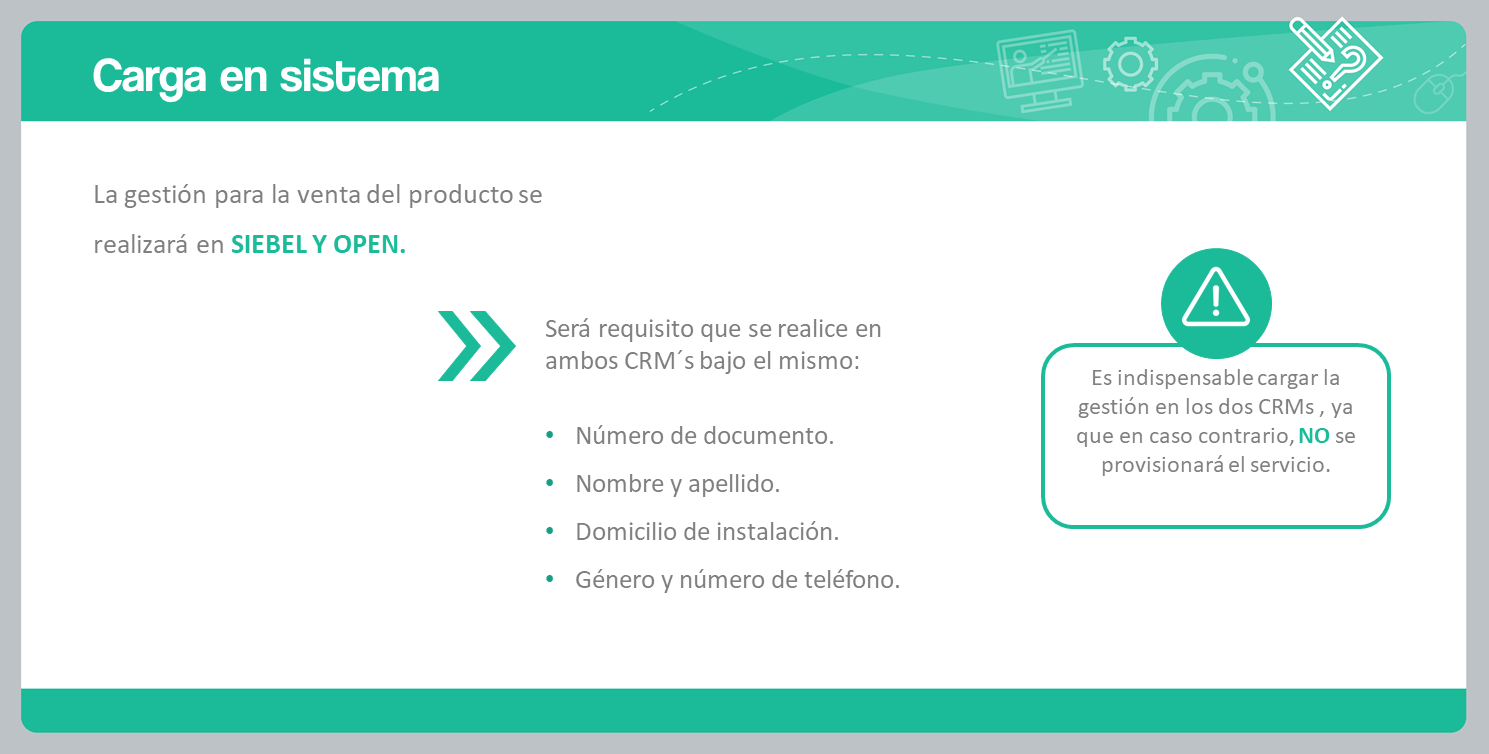 Carga en sistema
La gestión para la venta del producto se
realizará en SIEBEL Y OPEN.
Será requisito que se realice en
ambos CRM´s bajo el mismo:
• Número de documento.
• Nombre y apellido.
• Domicilio de instalación.
• Género y número de teléfono.
Es indispensable cargar la
gestión en los dos CRMs , ya
que en caso contrario, NO se
provisionará el servicio.